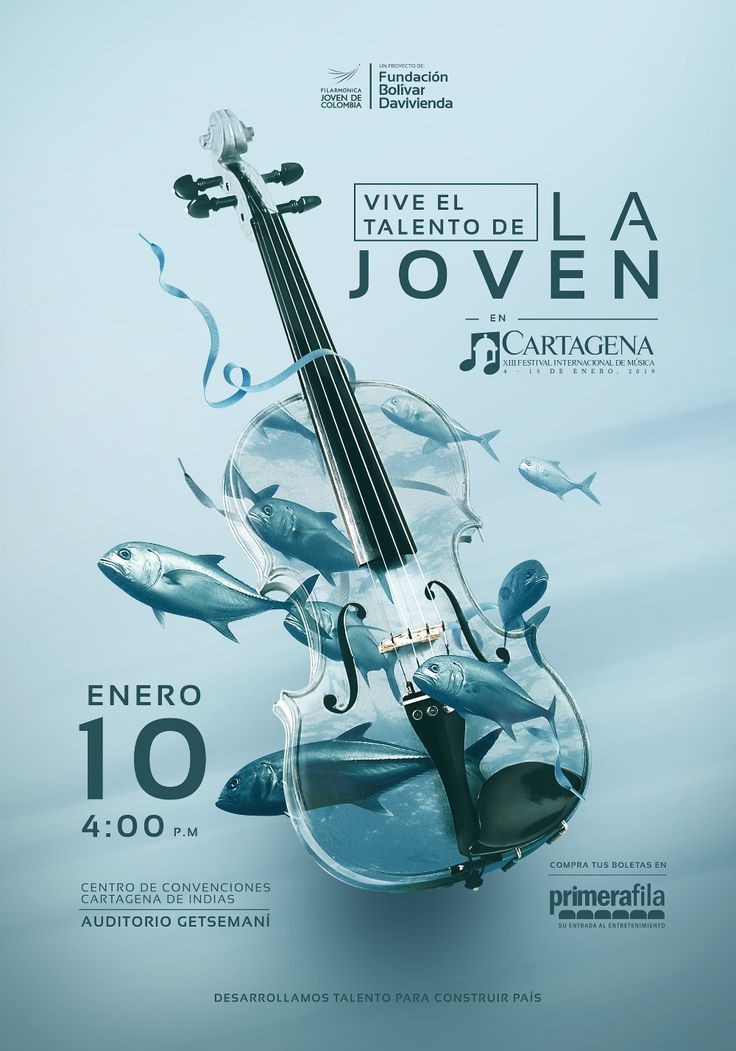 FILARMÓNICA
JOVEN DE
COLOMBIA
UN PROYECTO DE:
Fundación
Bolívar
Davivienda
VIVE EL
TALENTO DE
LA
JOVEN
EN
CARTAGENA
XIII FESTIVAL INTERNACIONAL DE MÚSICA
4 - 13 DE ENERO, 2019
ENERO
10
4:00 P.M
CENTRO DE CONVENCIONES
CARTAGENA DE INDIAS
AUDITORIO GETSEMANÍ
COMPRA TUS BOLETAS EN
primerafila
SU ENTRADA AL ENTRETENIMIENTO
DESARROLLAMOS TALENTO PARA CONSTRUIR PAÍS